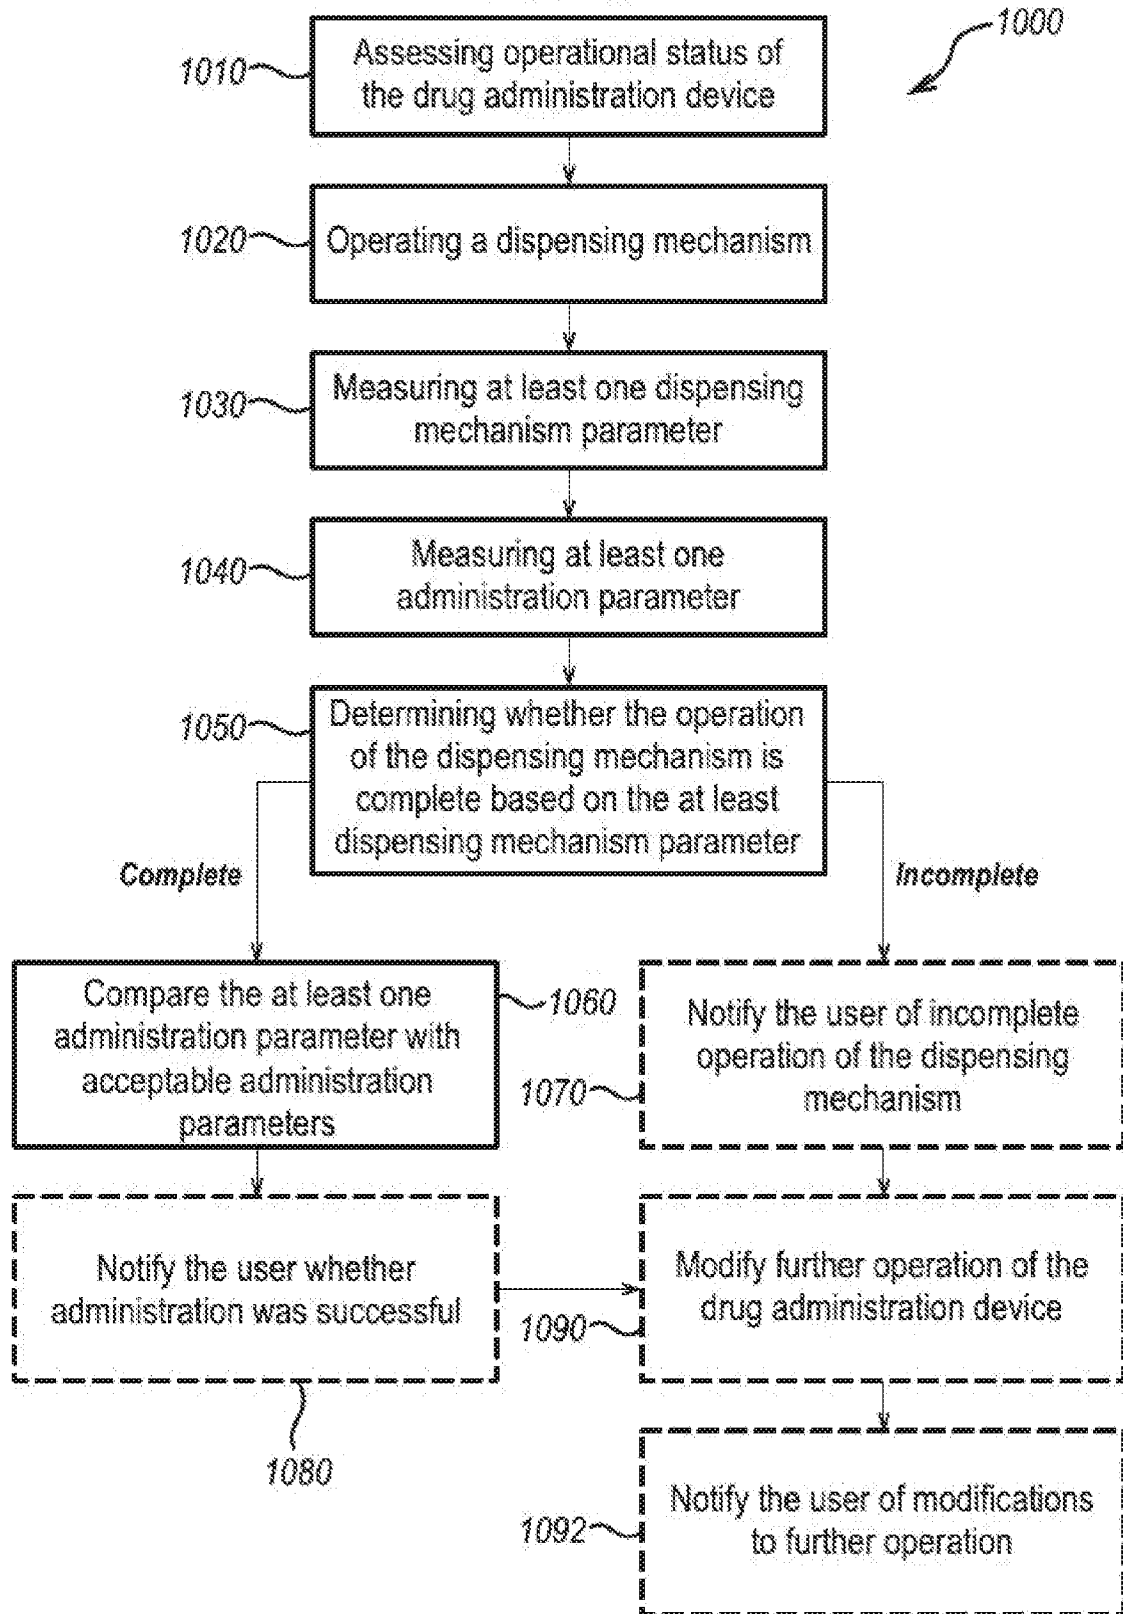 1000
1010
Assessing operational status of
the drug administration device
1020
Operating a dispensing mechanism
1030
Measuring at least one dispensing
mechanism parameter
1040
Measuring at least one
administration parameter
1050
Determining whether the operation
of the dispensing mechanism is
complete based on the at least
dispensing mechanism parameter
Complete
Incomplete
Compare the at least one
administration parameter with
acceptable administration
parameters
1060
1070
Notify the user of incomplete
operation of the dispensing
mechanism
Notify the user whether
administration was successful
1080
1090
Modify further operation of the
drug administration device
1092
Notify the user of modifications
to further operation